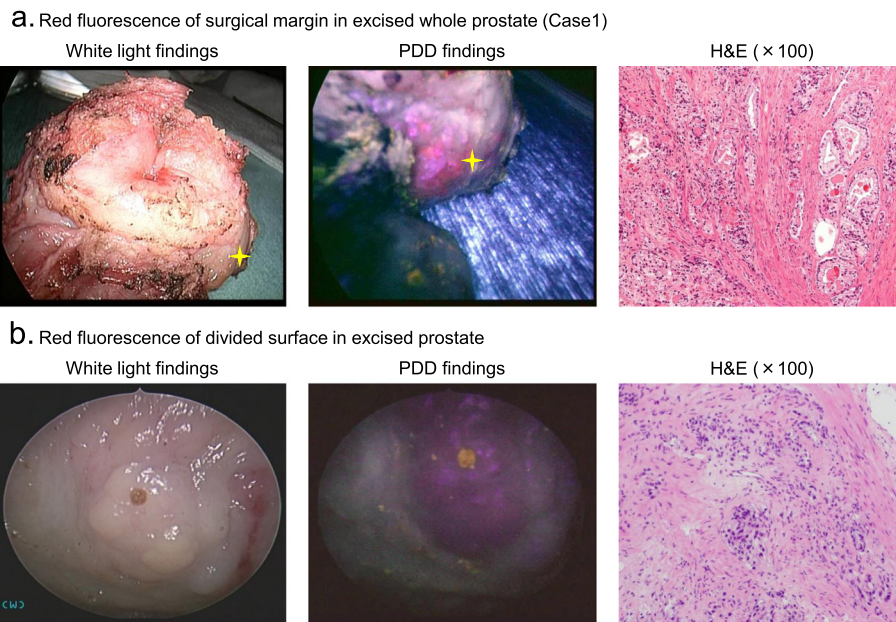 a. Red fluorescence of surgical margin in excised whole prostate (Case1)
White light findings
PDD findings
H&E (×100)
b. Red fluorescence of divided surface in excised prostate
White light findings
PDD findings
H&E (×100)
(W)